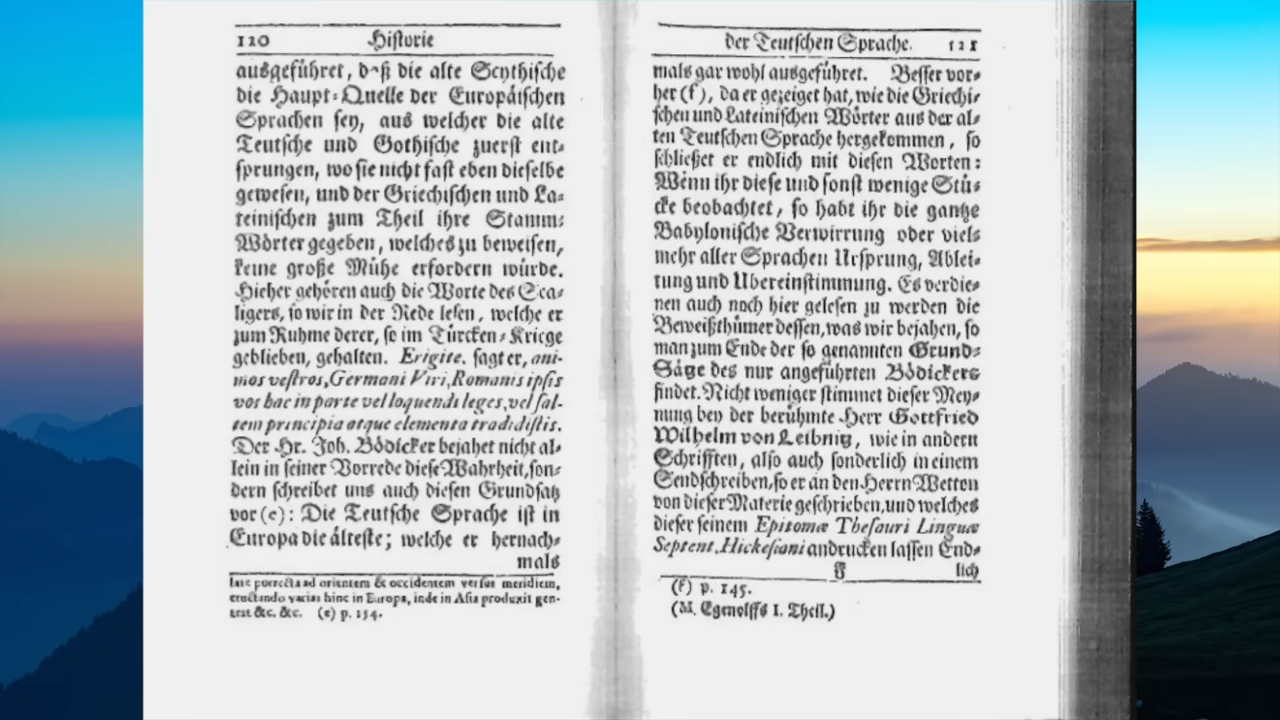 120 Historie
ausgeführet, daß die alte Scythische
die Haupt-Quelle der Europäischen
Sprachen sey, aus welcher die alte
Teutsche und Gothische zuerst ent-
sprungen, wo sie nicht fast eben dieselbe
gewesen, und der Griechischen und La-
teinischen zum Theil ihre Stamm-
Wörter gegeben, welches zu beweisen,
keine große Mühe erfordern würde.
Hieher gehören auch die Worte des Sca-
ligers, so wir in der Rede lesen, welche er
zum Ruhme derer, so im Türcken-Kriege
geblieben, gehalten. Erigite, sagt er, ani-
mos vestros, Germani Viri, Romanis ipsis
vos hac in parte vel loquendi leges, vel sal-
tem principia atque elementa tradidistis.
Der Hr. Joh. Bödicker bejahet nicht al-
lein in seiner Vorrede diese Wahrheit, son-
dern schreibet uns auch diesen Grundsatz
vor (e): Die Teutsche Sprache ist in
Europa die älteste; welche er hernach-
mals
late porrecta ad orientem & occidentem versus meridiem,
eructando varias hinc in Europa, inde in Asia produxit gen-
tes &c. &c. (e) p. 154.
der Teutschen Sprache. 121
mals gar wohl ausgeführet. Besser vor-
her (f), da er gezeiget hat, wie die Griechi-
schen und Lateinischen Wörter aus der al-
ten Teutschen Sprache hergekommen, so
schließet er endlich mit diesen Worten:
Wenn ihr diese und sonst wenige Stü-
cke beobachtet, so habt ihr die gantze
Babylonische Verwirrung oder viel-
mehr aller Sprachen Ursprung, Ablei-
tung und Ubereinstimmung. Es verdie-
nen auch noch hier gelesen zu werden die
Beweißthümer dessen, was wir bejahen, so
man zum Ende der so genannten Grund-
Sätze des nur angeführten Bödickers
findet. Nicht weniger stimmet dieser Mey-
nung bey der berühmte Herr Gottfried
Wilhelm von Leibnitz, wie in andern
Schrifften, also auch sonderlich in einem
Sendschreiben, so er an den Herrn Wetton
von dieser Materie geschrieben, und welches
dieser seinem Epitomæ Thesauri Linguæ
Septent. Hickesiani andrucken lassen End-
F lich
(f) p. 145.
(M. Egenolffs I. Theil.)